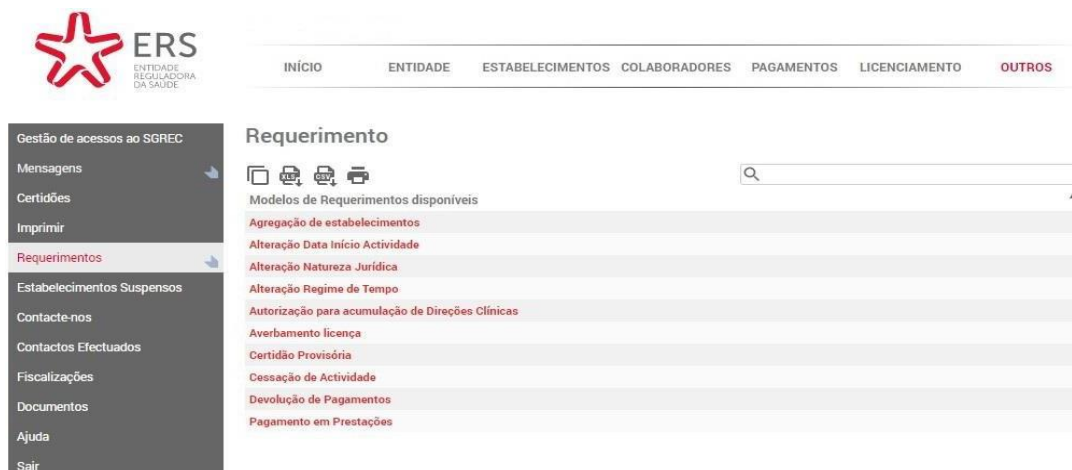 ERS
ENTIDADE
REGULADORA
DA SAÚDE
INÍCIO ENTIDADE ESTABELECIMENTOS COLABORADORES PAGAMENTOS LICENCIAMENTO OUTROS
Gestão de acessos ao SGREC
Mensagens
Certidões
Imprimir
Requerimentos
Estabelecimentos Suspensos
Contacte-nos
Contactos Efectuados
Fiscalizações
Documentos
Ajuda
Sair
Requerimento
XLS CSV
Modelos de Requerimentos disponíveis
Agregação de estabelecimentos
Alteração Data Início Actividade
Alteração Natureza Jurídica
Alteração Regime de Tempo
Autorização para acumulação de Direções Clínicas
Averbamento licença
Certidão Provisória
Cessação de Actividade
Devolução de Pagamentos
Pagamento em Prestações